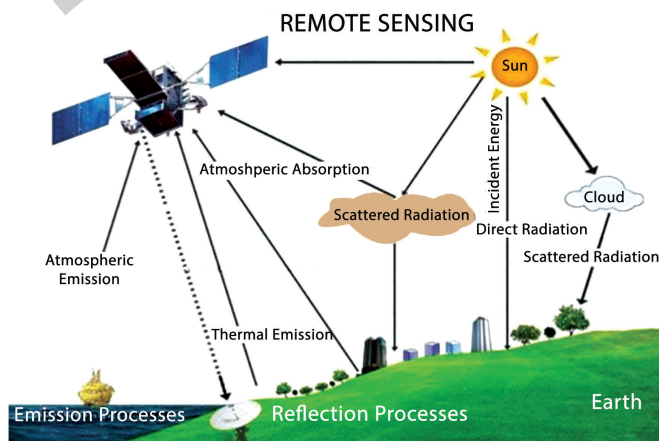 REMOTE SENSING
Sun
Atmoshperic Absorption
Incident Energy
Scattered Radiation
Cloud
Direct Radiation
Scattered Radiation
Atmospheric
Emission
Thermal Emission
Emission Processes
Reflection Processes
Earth